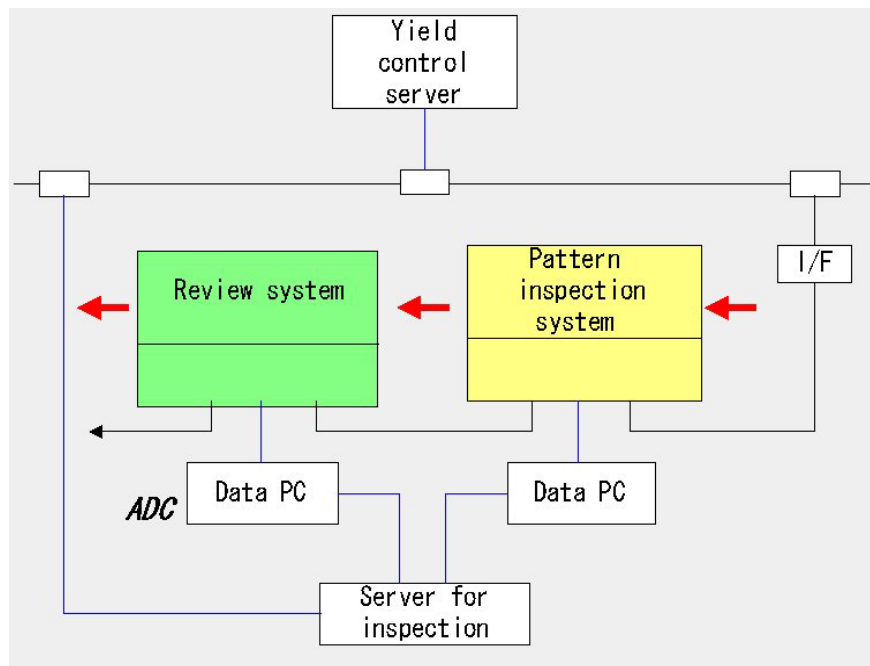 Yield
control
server
I/F
Review system
Pattern
inspection
system
ADC
Data PC
Data PC
Server for
inspection